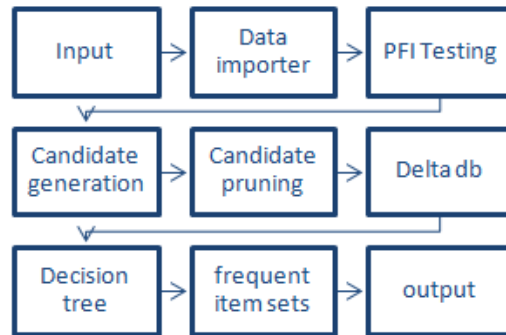 Input
Data
importer
PFI Testing
Candidate
generation
Candidate
pruning
Delta db
Decision
tree
frequent
item sets
output